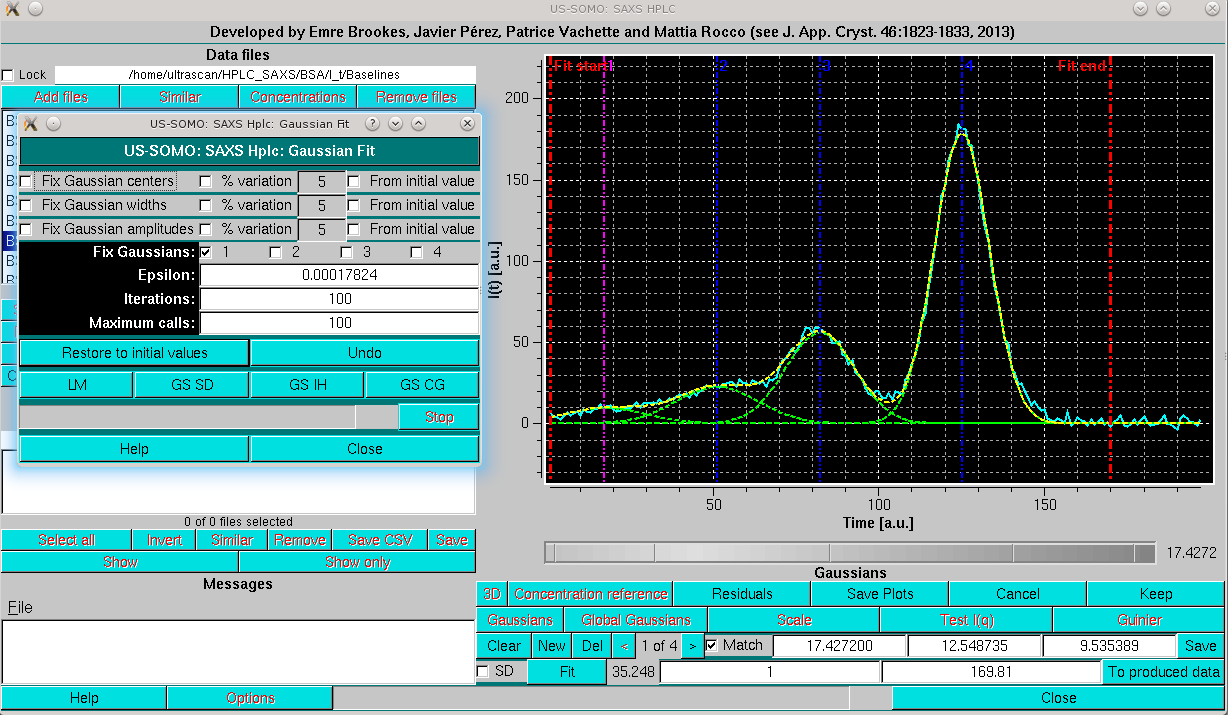 US-SOMO: SAXS HPLC
Developed by Emre Brookes, Javier Pérez, Patrice Vachette and Mattia Rocco (see J. App. Cryst. 46:1823-1833, 2013)
Data files
Lock /home/ultrascan/HPLC_SAXS/BSA/I_t/Baselines
Add files Similar Concentrations Remove files
US-SOMO: SAXS Hplc: Gaussian Fit
US-SOMO: SAXS Hplc: Gaussian Fit
Fix Gaussian centers % variation 5 From initial value
Fix Gaussian widths % variation 5 From initial value
Fix Gaussian amplitudes % variation 5 From initial value
Fix Gaussians: 1 2 3 4
Epsilon: 0.00017824
Iterations: 100
Maximum calls: 100
Restore to initial values Undo
LM GS SD GS IH GS CG
Stop
Help Close
0 of 0 files selected
Select all Invert Similar Remove Save CSV Save
Show Show only
Messages
File
Help Options
Fit start 1 2 3 4 Fit end
200
150
100
50
0
I(t) [a.u.]
50 100 150
Time [a.u.]
17.4272
Gaussians
3D Concentration reference Residuals Save Plots Cancel Keep
Gaussians Global Gaussians Scale Test I(q) Guinier
Clear New Del < 1 of 4 > Match 17.427200 12.548735 9.535389 Save
SD Fit 35.248 1 169.81 To produced data
Close